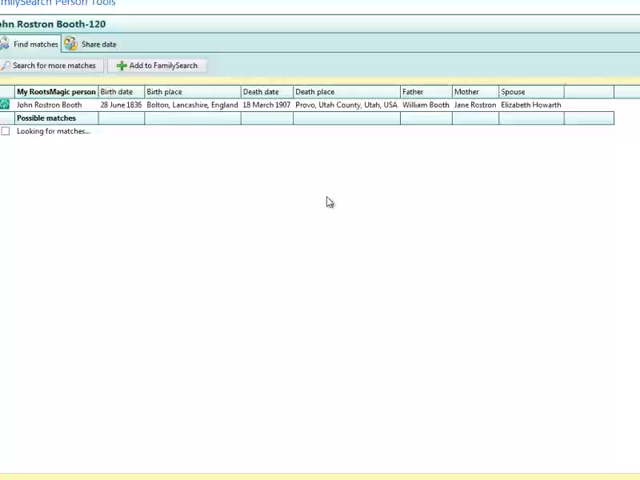 FamilySearch Person Tools
John Rostron Booth-120
Find matches Share data
Search for more matches Add to FamilySearch
My RootsMagic person Birth date Birth place Death date Death place Father Mother Spouse
John Rostron Booth 28 June 1836 Bolton, Lancashire, England 18 March 1907 Provo, Utah County, Utah, USA William Booth Jane Rostron Elizabeth Howarth
Possible matches
Looking for matches...